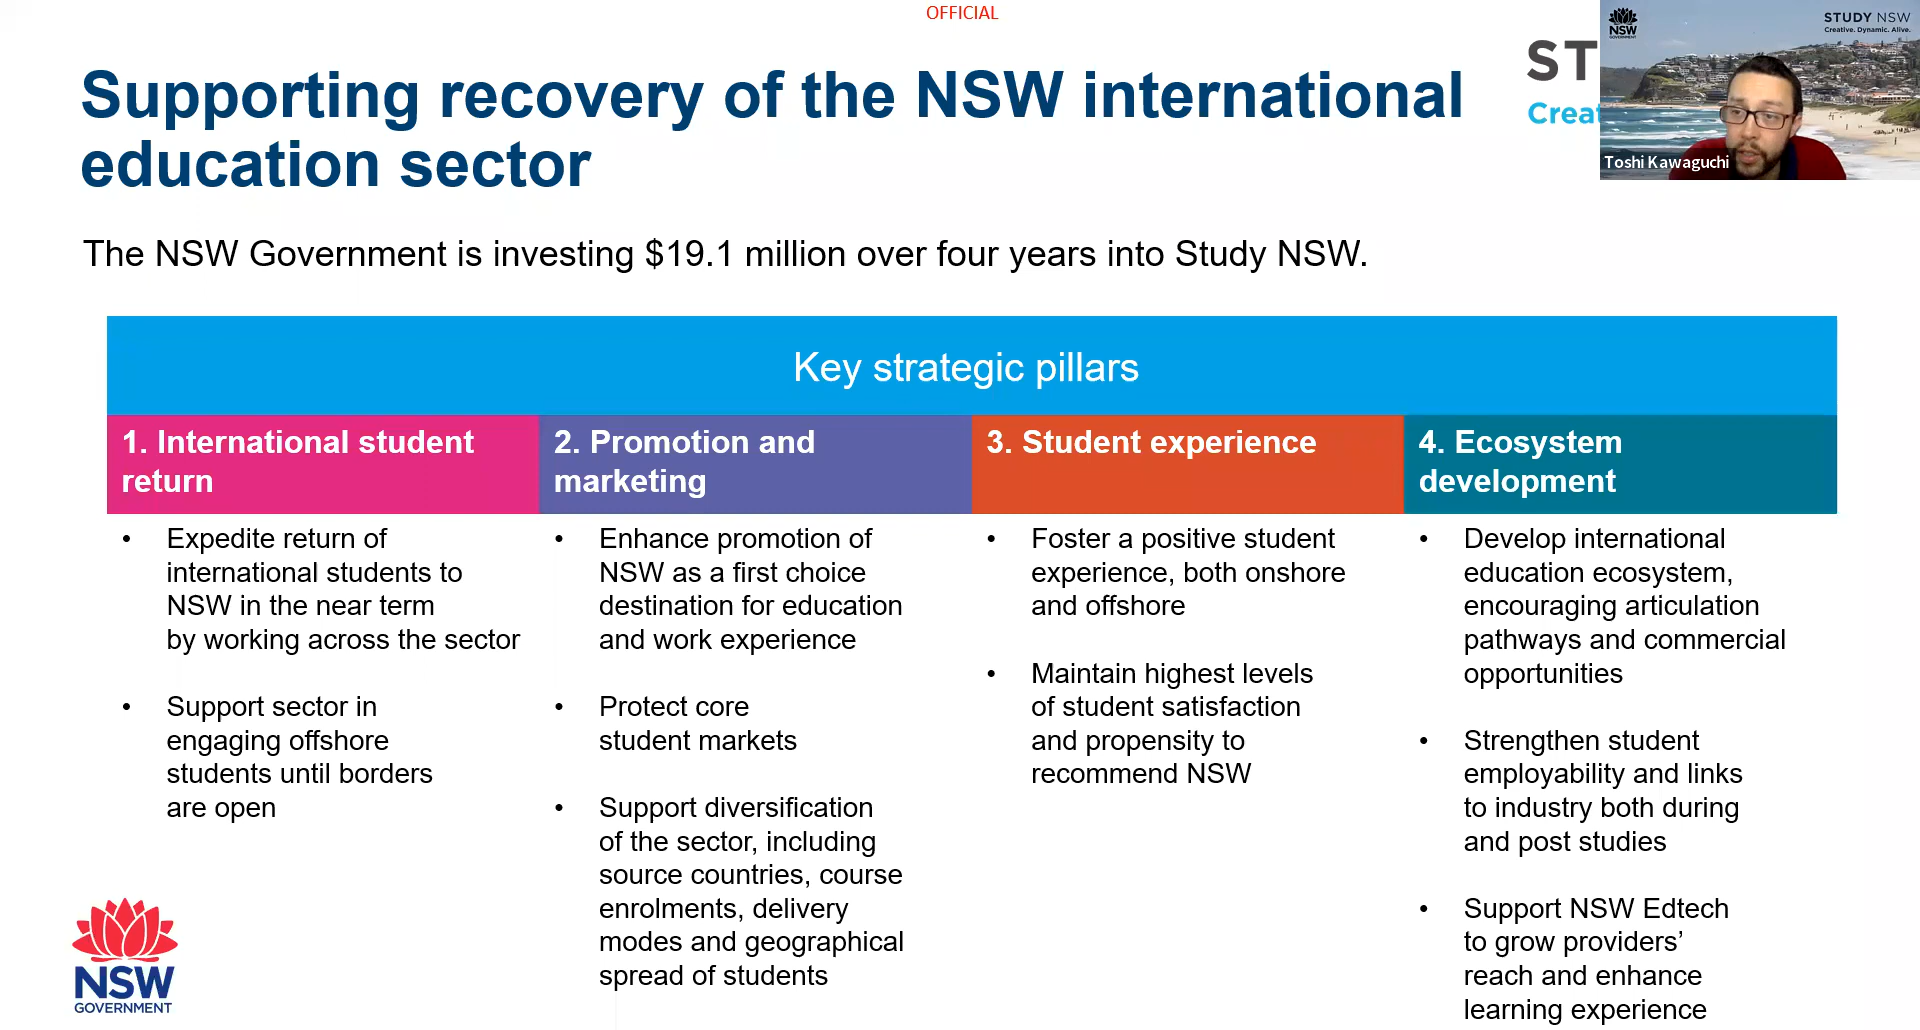 OFFICIAL
Supporting recovery of the NSW international
education sector
ST
Creat
NSW
GOVERNMENT
STUDY NSW
Creative. Dynamic. Alive.
Toshi Kawaguchi
The NSW Government is investing $19.1 million over four years into Study NSW.
Key strategic pillars
1. International student
return
• Expedite return of
international students to
NSW in the near term
by working across the sector
• Support sector in
engaging offshore
students until borders
are open
2. Promotion and
marketing
• Enhance promotion of
NSW as a first choice
destination for education
and work experience
• Protect core
student markets
• Support diversification
of the sector, including
source countries, course
enrolments, delivery
modes and geographical
spread of students
3. Student experience
• Foster a positive student
experience, both onshore
and offshore
• Maintain highest levels
of student satisfaction
and propensity to
recommend NSW
4. Ecosystem
development
• Develop international
education ecosystem,
encouraging articulation
pathways and commercial
opportunities
• Strengthen student
employability and links
to industry both during
and post studies
• Support NSW Edtech
to grow providers’
reach and enhance
learning experience
NSW
GOVERNMENT